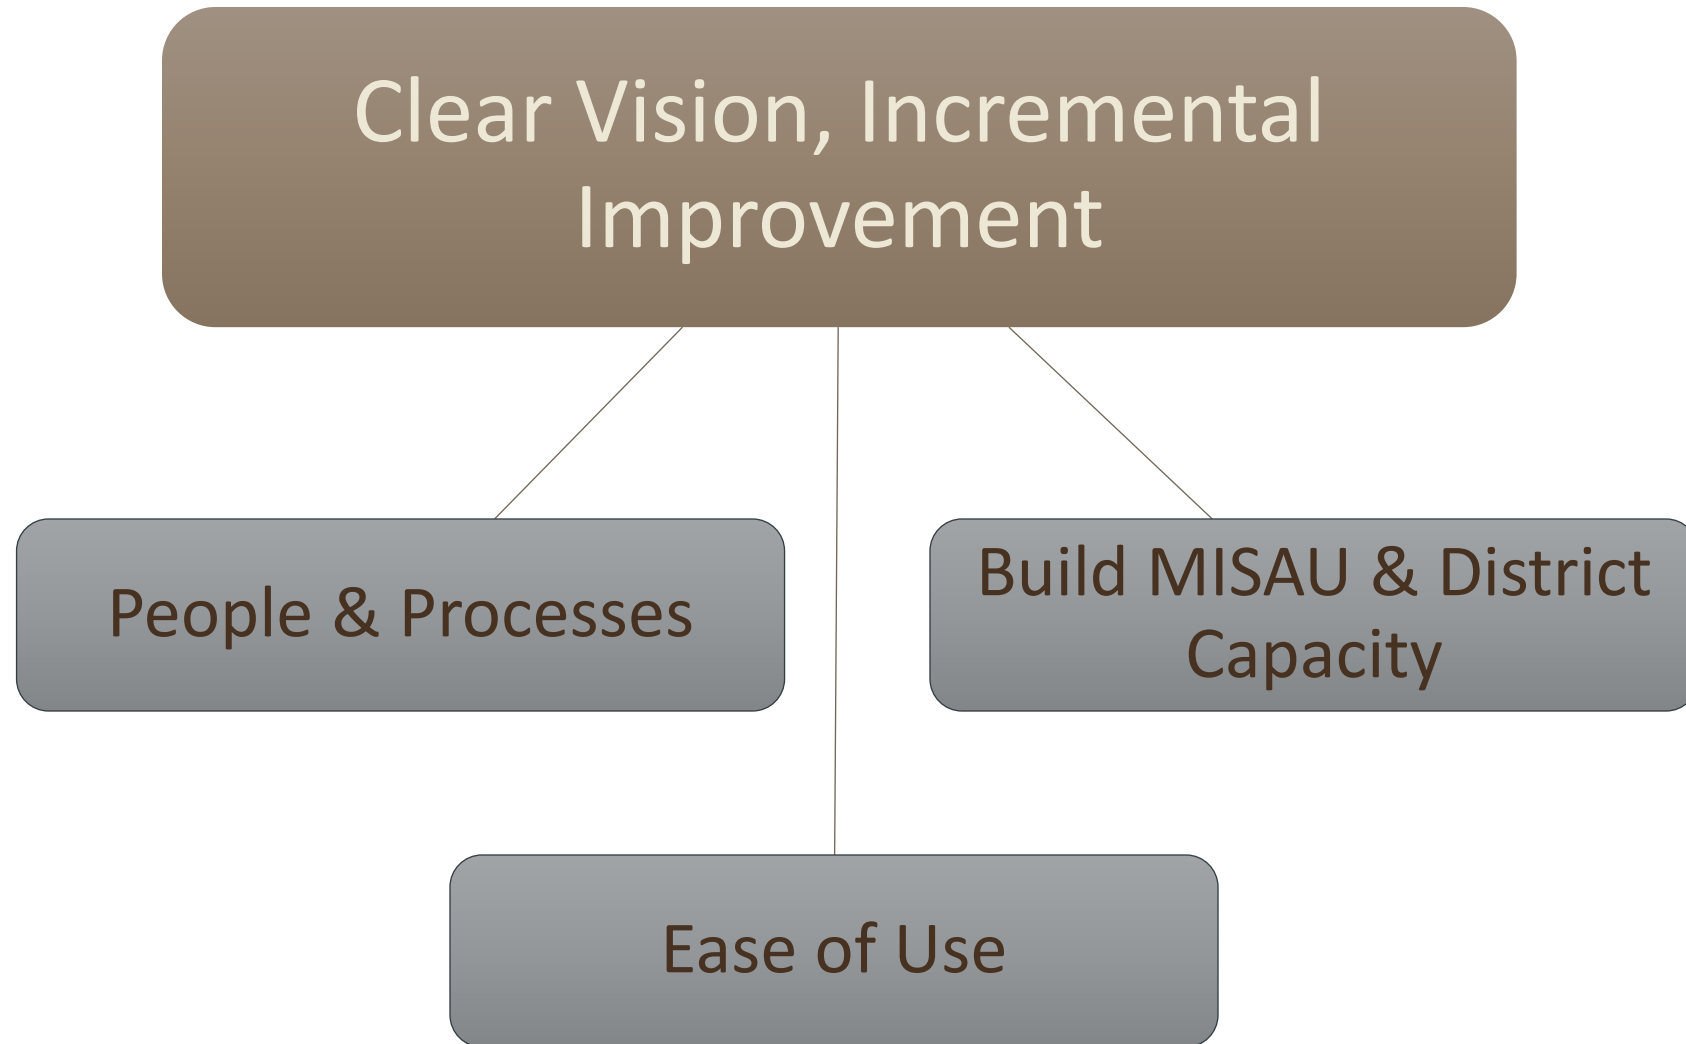 Clear Vision, Incremental
Improvement
People & Processes
Build MISAU & District
Capacity
Ease of Use